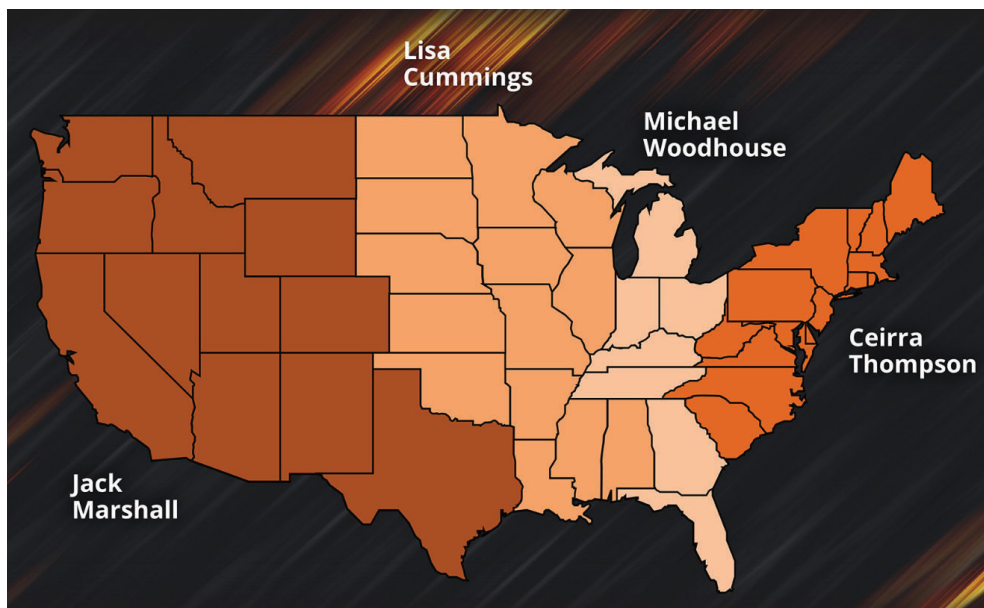 Lisa
Cummings
Michael
Woodhouse
Ceirra
Thompson
Jack
Marshall